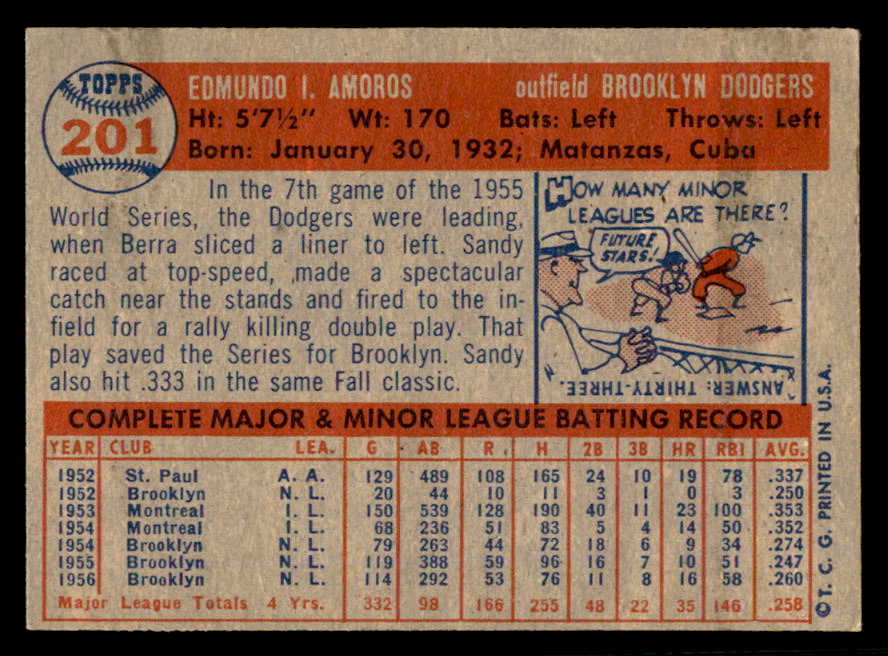 TOPPS
201
EDMUNDO I. AMOROS outfield BROOKLYN DODGERS
Ht: 5'7½" Wt: 170 Bats: Left Throws: Left
Born: January 30, 1932; Matanzas, Cuba
In the 7th game of the 1955
World Series, the Dodgers were leading,
when Berra sliced a liner to left. Sandy
raced at top-speed, made a spectacular
catch near the stands and fired to the in-
field for a rally killing double play. That
play saved the Series for Brooklyn. Sandy
also hit .333 in the same Fall classic.
HOW MANY MINOR
LEAGUES ARE THERE?
FUTURE
STARS!
ANSWER: THIRTY-THREE.
COMPLETE MAJOR & MINOR LEAGUE BATTING RECORD
YEAR CLUB LEA. G AB R H 2B 3B HR RBI AVG.
1952 St. Paul A. A. 129 489 108 165 24 10 19 78 .337
1952 Brooklyn N. L. 20 44 10 11 3 1 0 3 .250
1953 Montreal I. L. 150 539 128 190 40 11 23 100 .353
1954 Montreal I. L. 68 236 51 83 5 4 14 50 .352
1954 Brooklyn N. L. 79 263 44 72 18 6 9 34 .274
1955 Brooklyn N. L. 119 388 59 96 16 7 10 51 .247
1956 Brooklyn N. L. 114 292 53 76 11 8 16 58 .260
Major League Totals 4 Yrs. 332 98 166 255 48 22 35 146 .258
©T. C. G. PRINTED IN U.S.A.